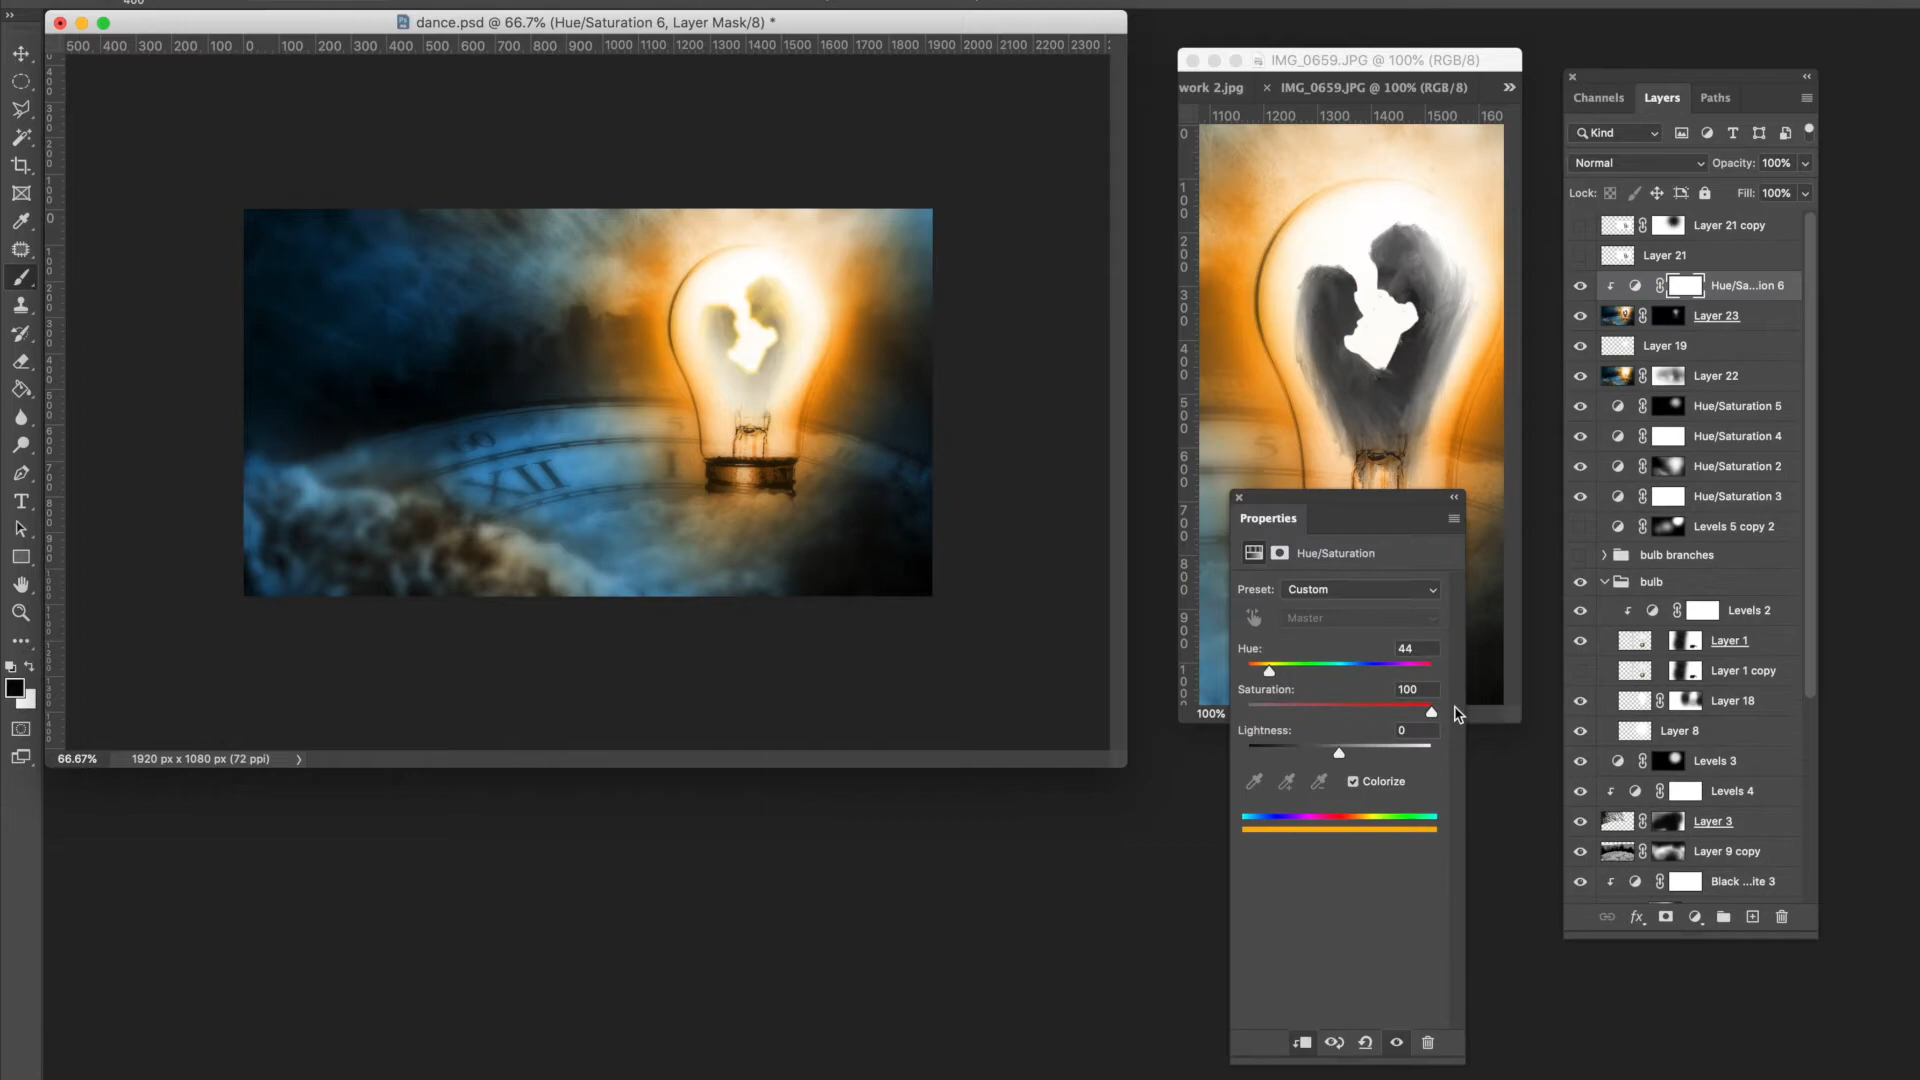 400
dance.psd @ 66.7% (Hue/Saturation 6, Layer Mask/8) *
500 400 300 200 100 0 100 200 300 400 500 600 700 800 900 1000 1100 1200 1300 1400 1500 1600 1700 1800 1900 2000 2100 2200 2300
XII
66.67% 1920 px x 1080 px (72 ppi)
IMG_0659.JPG @ 100% (RGB/8)
work 2.jpg × IMG_0659.JPG @ 100% (RGB/8)
1100 1200 1300 1400 1500 160
100%
Properties
Hue/Saturation
Preset: Custom
Master
Hue: 44
Saturation: 100
Lightness: 0
Colorize
Channels Layers Paths
Kind
Normal Opacity: 100%
Lock: Fill: 100%
Layer 21 copy
Layer 21
Hue/Sa...ion 6
Layer 23
Layer 19
Layer 22
Hue/Saturation 5
Hue/Saturation 4
Hue/Saturation 2
Hue/Saturation 3
Levels 5 copy 2
bulb branches
bulb
Levels 2
Layer 1
Layer 1 copy
Layer 18
Layer 8
Levels 3
Levels 4
Layer 3
Layer 9 copy
Black ...ite 3